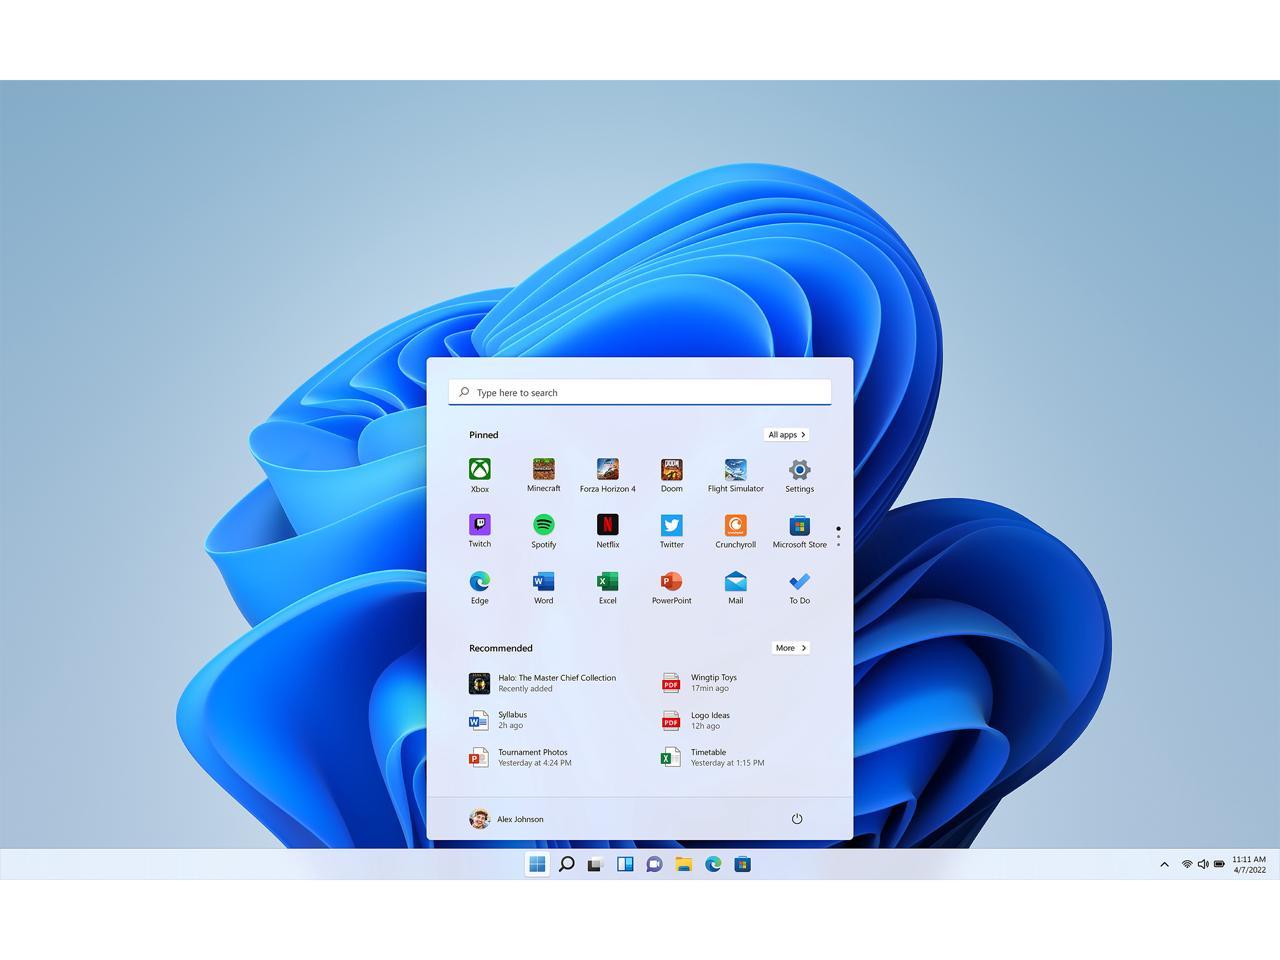 Type here to search
Pinned
All apps
Xbox
Minecraft
Forza Horizon 4
Doom
Flight Simulator
Settings
Twitch
Spotify
Netflix
Twitter
Crunchyroll
Microsoft Store
Edge
Word
Excel
PowerPoint
Mail
To Do
Recommended
More
Halo: The Master Chief Collection
Recently added
PDF
Wingtip Toys
17min ago
Syllabus
2h ago
PDF
Logo Ideas
12h ago
Tournament Photos
Yesterday at 4:24 PM
Timetable
Yesterday at 1:15 PM
Alex Johnson
11:11 AM
4/7/2022